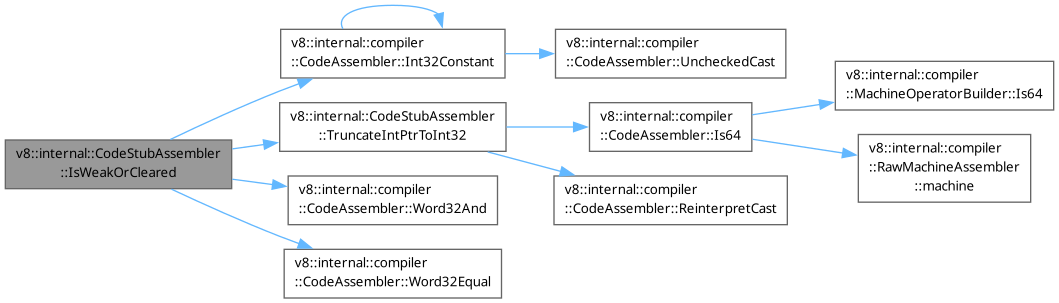 v8::internal::CodeStubAssembler
::IsWeakOrCleared
v8::internal::compiler
::CodeAssembler::Int32Constant
v8::internal::CodeStubAssembler
::TruncateIntPtrToInt32
v8::internal::compiler
::CodeAssembler::Word32And
v8::internal::compiler
::CodeAssembler::Word32Equal
v8::internal::compiler
::CodeAssembler::UncheckedCast
v8::internal::compiler
::CodeAssembler::Is64
v8::internal::compiler
::CodeAssembler::ReinterpretCast
v8::internal::compiler
::MachineOperatorBuilder::Is64
v8::internal::compiler
::RawMachineAssembler
::machine